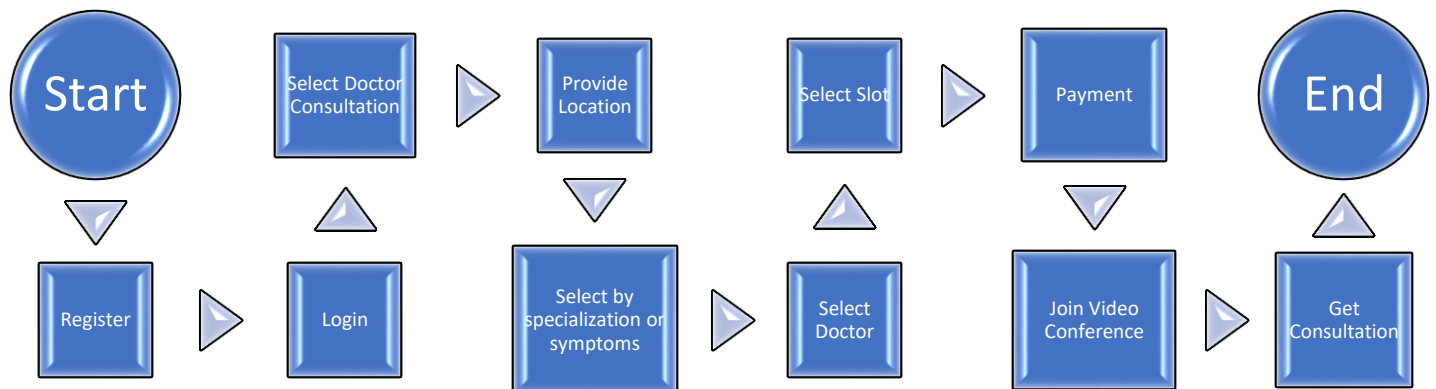 Start
Register
Login
Select Doctor
Consultation
Provide
Location
Select by
specialization or
symptoms
Select
Doctor
Select Slot
Payment
Join Video
Conference
Get
Consultation
End